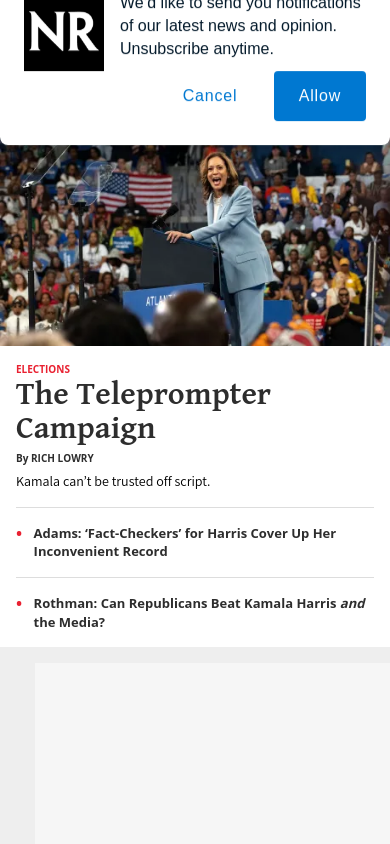 We'd like to send you notifications
NR
of our latest news and opinion.
Unsubscribe anytime.
Cancel
Allow
ATLANT
ELECTIONS
The Teleprompter
Campaign
By RICH LOWRY
Kamala can’t be trusted off script.
• Adams: ‘Fact-Checkers’ for Harris Cover Up Her
Inconvenient Record
• Rothman: Can Republicans Beat Kamala Harris and
the Media?